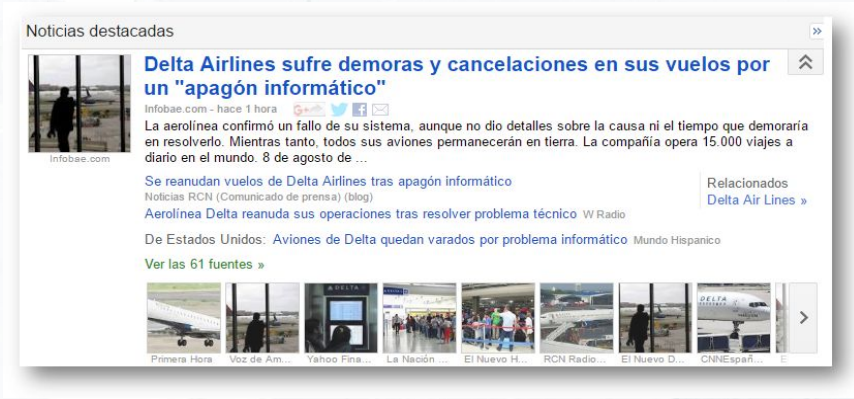 Noticias destacadas
»
Delta Airlines sufre demoras y cancelaciones en sus vuelos por
un "apagón informático"
Infobae.com - hace 1 hora
La aerolínea confirmó un fallo de su sistema, aunque no dio detalles sobre la causa ni el tiempo que demoraría
en resolverlo. Mientras tanto, todos sus aviones permanecerán en tierra. La compañía opera 15.000 viajes a
diario en el mundo. 8 de agosto de ...
Infobae.com
Se reanudan vuelos de Delta Airlines tras apagón informático
Noticias RCN (Comunicado de prensa) (blog)
Aerolínea Delta reanuda sus operaciones tras resolver problema técnico W Radio
Relacionados
Delta Air Lines »
De Estados Unidos: Aviones de Delta quedan varados por problema informático Mundo Hispanico
Ver las 61 fuentes »
DELTA
DELTA
Primera Hora Voz de Am... Yahoo Fina... La Nación ... El Nuevo H... RCN Radio... El Nuevo D... CNNEspañ... E